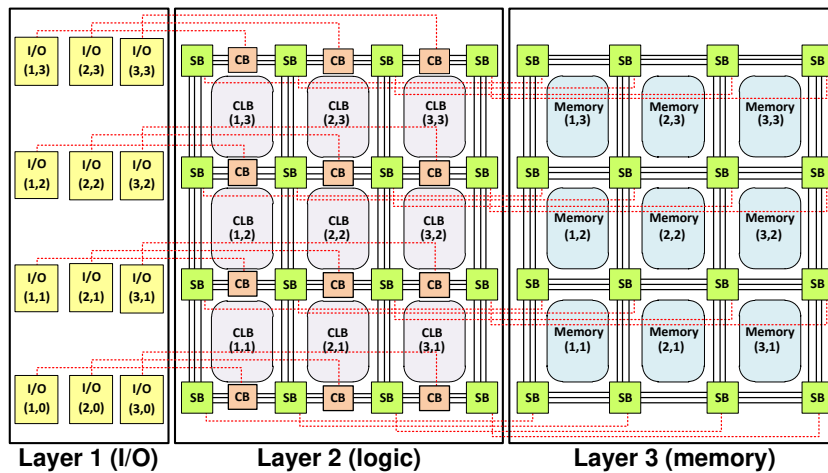 I/O I/O I/O
(1,3) (2,3) (3,3)
SB CB SB CB SB CB SB
SB SB SB SB
CLB CLB CLB
(1,3) (2,3) (3,3)
Memory Memory Memory
(1,3) (2,3) (3,3)
I/O I/O I/O
(1,2) (2,2) (3,2)
SB CB SB CB SB CB SB
SB SB SB SB
CLB CLB CLB
(1,2) (2,2) (3,2)
Memory Memory Memory
(1,2) (2,2) (3,2)
I/O I/O I/O
(1,1) (2,1) (3,1)
SB CB SB CB SB CB SB
SB SB SB SB
CLB CLB CLB
(1,1) (2,1) (3,1)
Memory Memory Memory
(1,1) (2,1) (3,1)
I/O I/O I/O
(1,0) (2,0) (3,0)
SB CB SB CB SB CB SB
SB SB SB SB
Layer 1 (I/O) Layer 2 (logic) Layer 3 (memory)